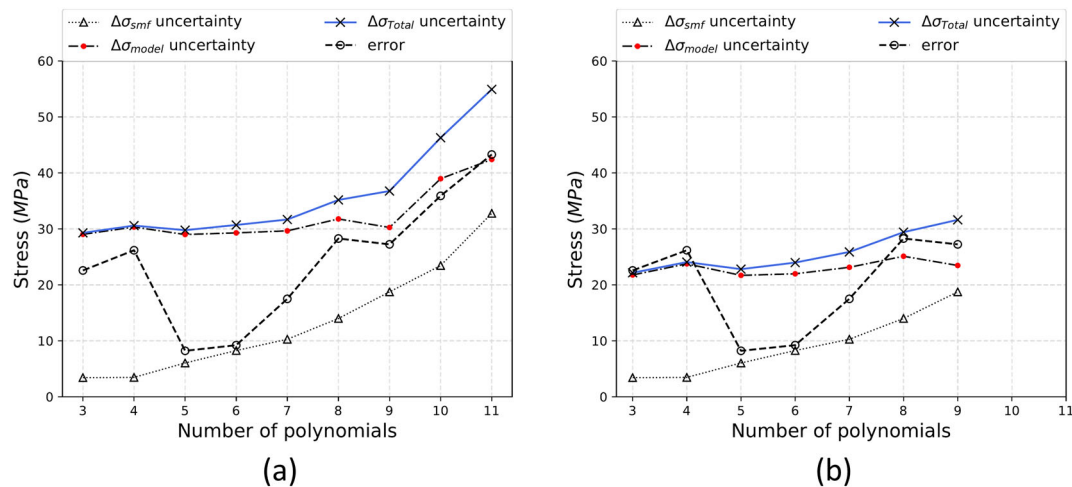 Δσsmf uncertainty
ΔσTotal uncertainty
Δσmodel uncertainty
error
60
50
40
30
20
10
0
Stress (MPa)
3 4 5 6 7 8 9 10 11
Number of polynomials
(a)
Δσsmf uncertainty
ΔσTotal uncertainty
Δσmodel uncertainty
error
60
50
40
30
20
10
0
Stress (MPa)
3 4 5 6 7 8 9 10 11
Number of polynomials
(b)